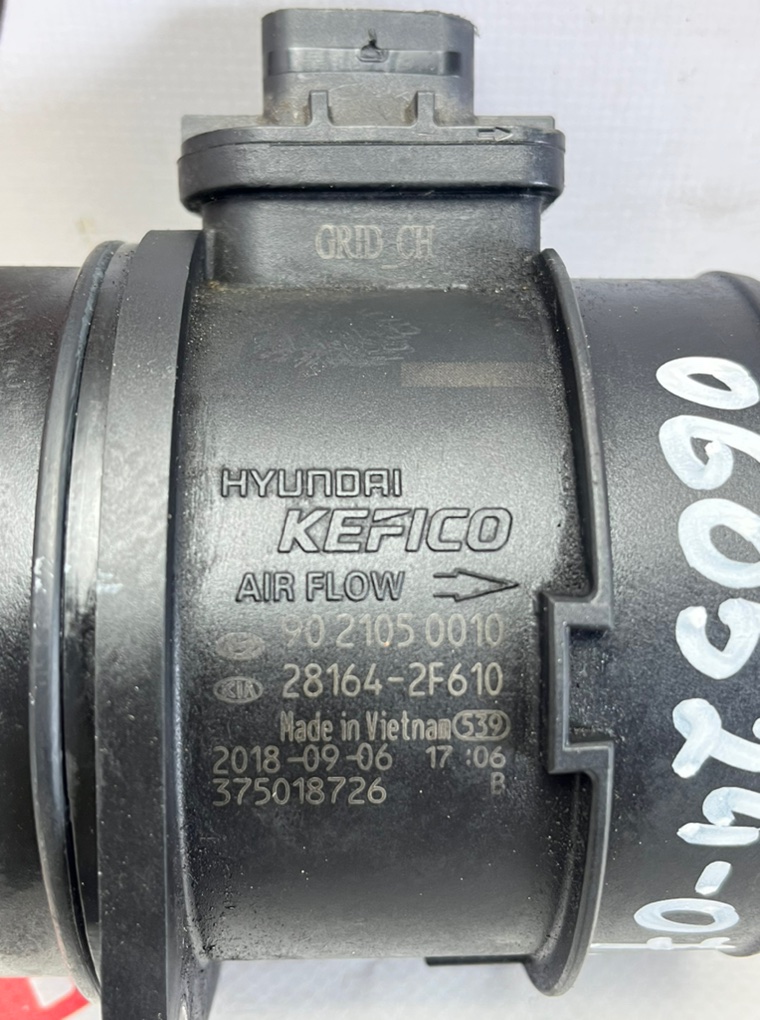 GRID_CH
HYUNDAI
KEFICO
AIR FLOW
90 2105 0010
KIA 28164-2F610
Made in Vietnam 539
2018-09-06 17:06
375018726 B